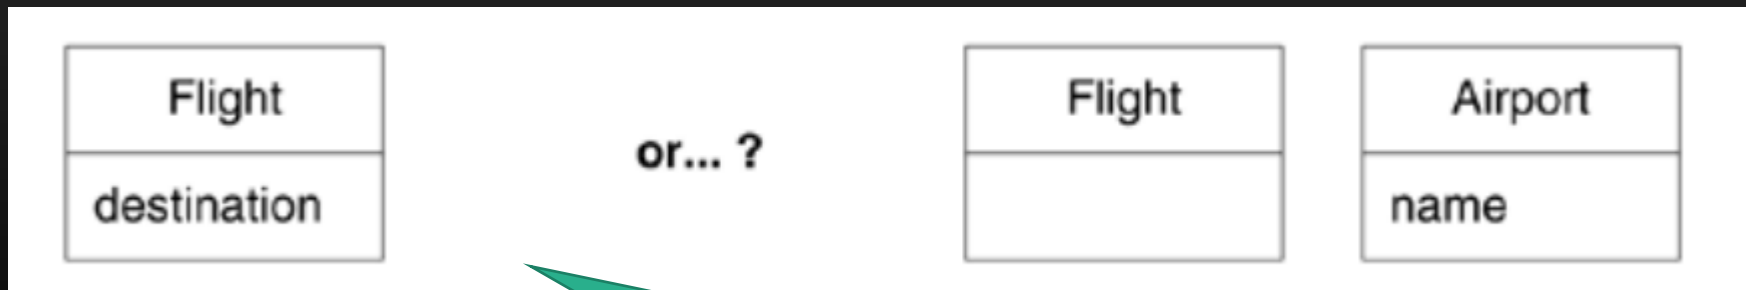 Flight
destination
or... ?
Flight
Airport
name